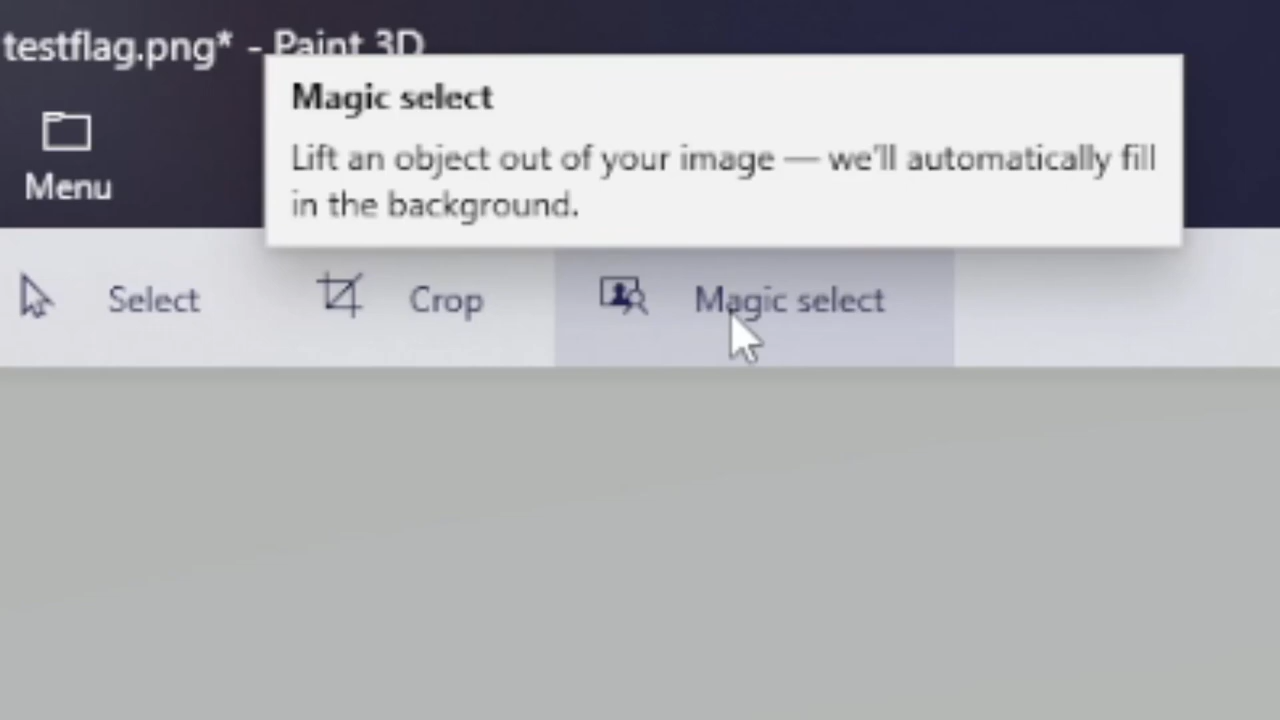 testflag.png* - Paint 3D
Magic select
Lift an object out of your image — we'll automatically fill
in the background.
Menu
Select
Crop
Magic select